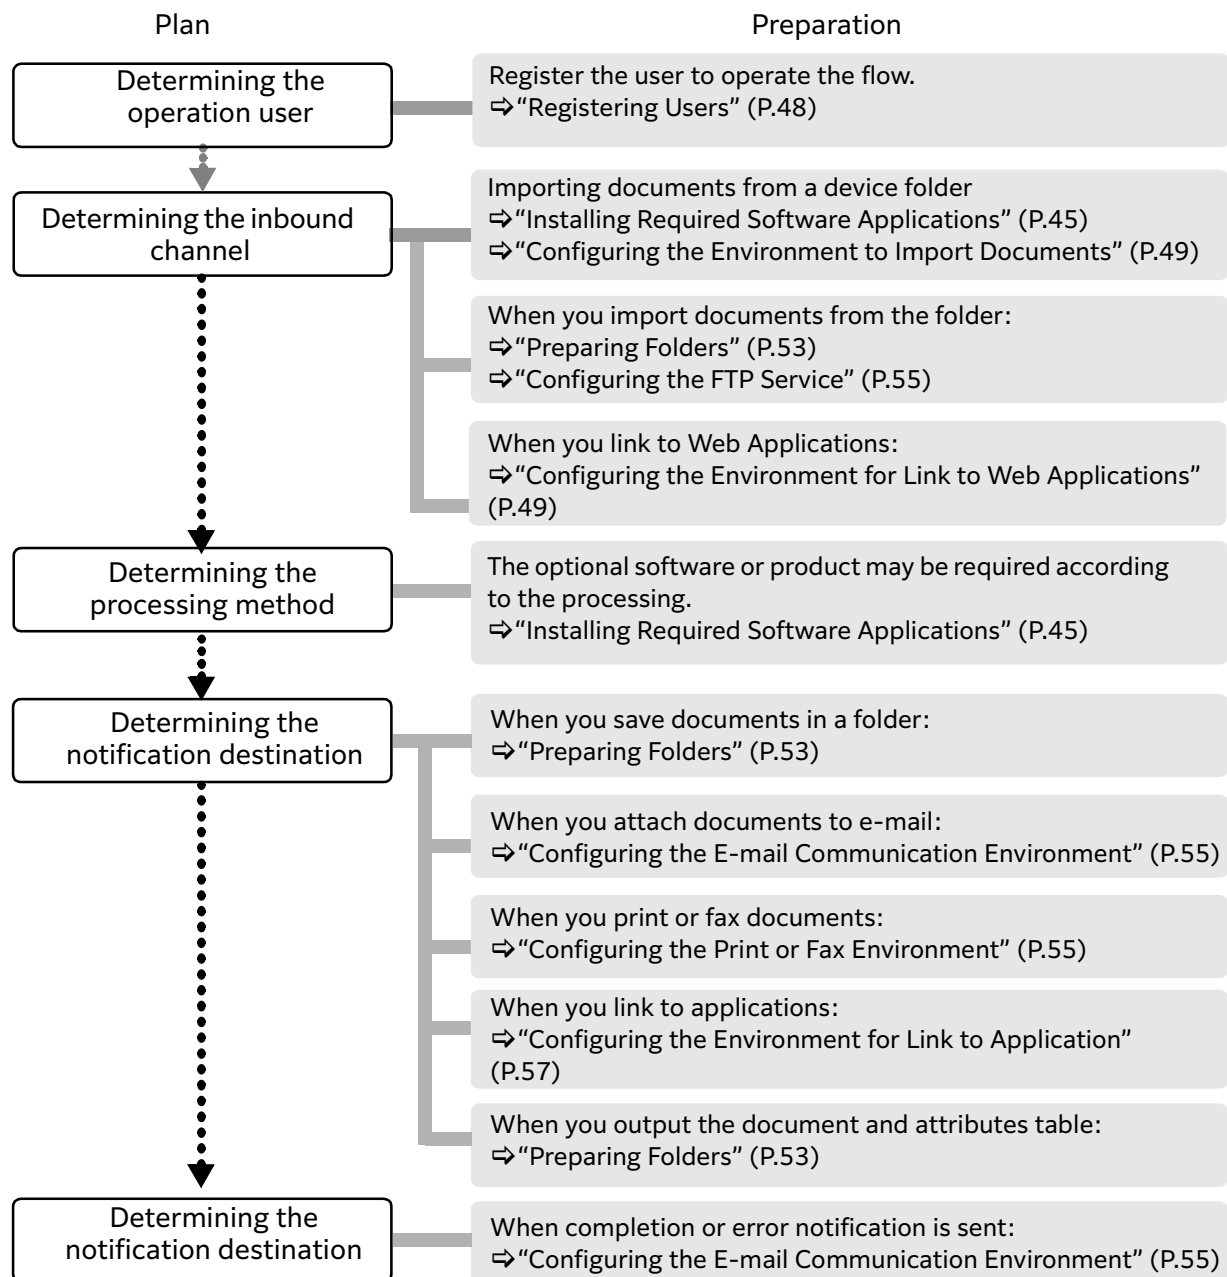 Plan
Preparation
Determining the
operation user
Register the user to operate the flow.
⇨“Registering Users” (P.48)
Determining the inbound
channel
Importing documents from a device folder
⇨“Installing Required Software Applications” (P.45)
⇨“Configuring the Environment to Import Documents” (P.49)
When you import documents from the folder:
⇨“Preparing Folders” (P.53)
⇨“Configuring the FTP Service” (P.55)
When you link to Web Applications:
⇨“Configuring the Environment for Link to Web Applications”
(P.49)
Determining the
processing method
The optional software or product may be required according
to the processing.
⇨“Installing Required Software Applications” (P.45)
Determining the
notification destination
When you save documents in a folder:
⇨“Preparing Folders” (P.53)
When you attach documents to e-mail:
⇨“Configuring the E-mail Communication Environment” (P.55)
When you print or fax documents:
⇨“Configuring the Print or Fax Environment” (P.55)
When you link to applications:
⇨“Configuring the Environment for Link to Application”
(P.57)
When you output the document and attributes table:
⇨“Preparing Folders” (P.53)
Determining the
notification destination
When completion or error notification is sent:
⇨“Configuring the E-mail Communication Environment” (P.55)